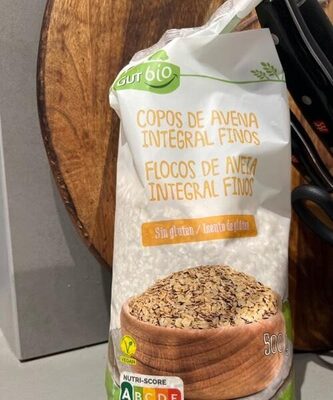 GUT bio
COPOS DE AVENA
INTEGRAL FINOS
FLOCOS DE AVEIA
INTEGRAL FINOS
Sin gluten / Isento de glúten
VEGAN
NUTRI-SCORE
A B C D E